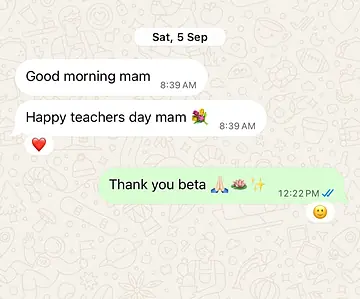 Sat, 5 Sep
Good morning mam
8:39 AM
Happy teachers day mam 💐
8:39 AM
❤️
Thank you beta 🙏🏻🪷✨
12:22 PM
🙂